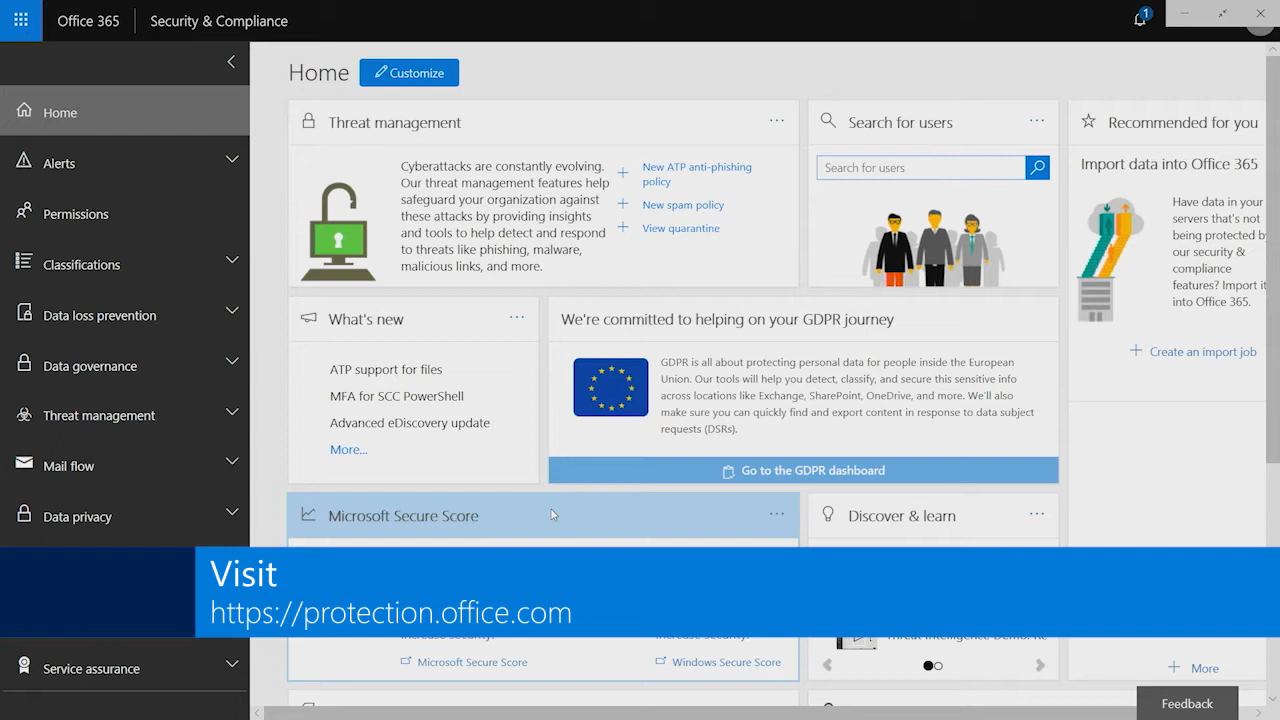 Office 365
Security & Compliance
1
Home
Alerts
Permissions
Classifications
Data loss prevention
Data governance
Threat management
Mail flow
Data privacy
Service assurance
Home
Customize
Threat management
Cyberattacks are constantly evolving.
Our threat management features help
safeguard your organization against
these attacks by providing insights
and tools to help detect and respond
to threats like phishing, malware,
malicious links, and more.
New ATP anti-phishing
policy
New spam policy
View quarantine
Search for users
Search for users
Recommended for you
Import data into Office 365
Have data in your
servers that's not
being protected by
our security &
compliance
features? Import it
into Office 365.
Create an import job
More
What's new
ATP support for files
MFA for SCC PowerShell
Advanced eDiscovery update
More...
We're committed to helping on your GDPR journey
GDPR is all about protecting personal data for people inside the European
Union. Our tools will help you detect, classify, and secure this sensitive info
across locations like Exchange, SharePoint, OneDrive, and more. We'll also
make sure you can quickly find and export content in response to data subject
requests (DSRs).
Go to the GDPR dashboard
Microsoft Secure Score
Microsoft Secure Score
Windows Secure Score
Discover & learn
Visit
https://protection.office.com
Feedback